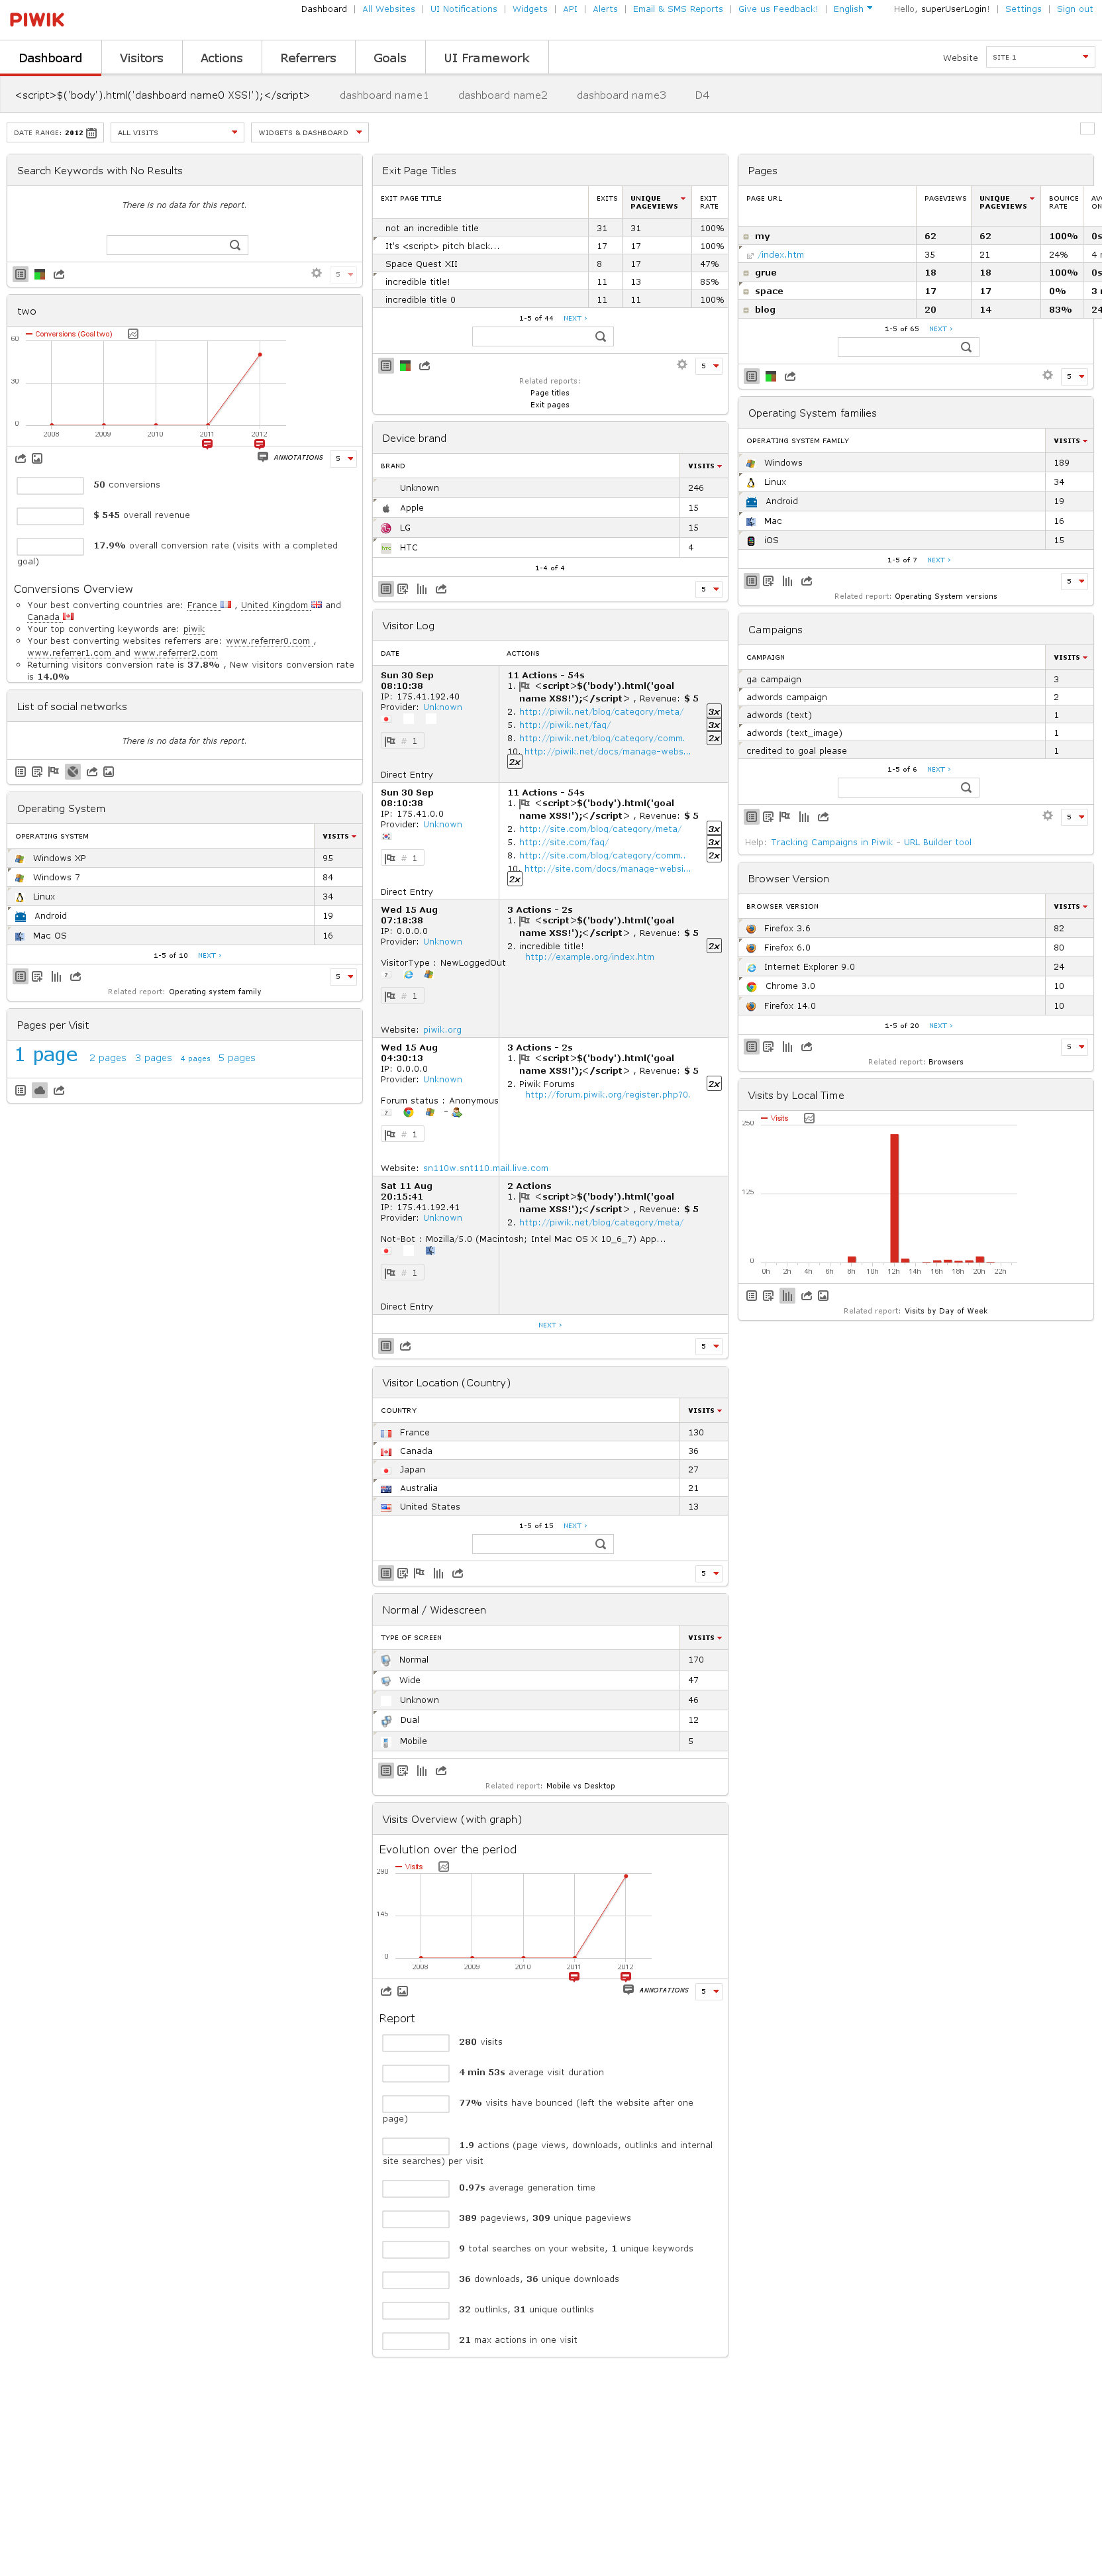 PIWIK
Dashboard | All Websites | UI Notifications | Widgets | API | Alerts | Email & SMS Reports | Give us Feedback! | English
Hello, superUserLogin! | Settings | Sign out
Dashboard Visitors Actions Referrers Goals UI Framework
Website SITE 1
<script>$('body').html('dashboard name0 XSS!');</script> dashboard name1 dashboard name2 dashboard name3 D4
DATE RANGE: 2012 ALL VISITS WIDGETS & DASHBOARD
Search Keywords with No Results
There is no data for this report.
5
two
Conversions (Goal two)
60
30
0
2008 2009 2010 2011 2012
ANNOTATIONS 5
50 conversions
$ 545 overall revenue
17.9% overall conversion rate (visits with a completed
goal)
Conversions Overview
Your best converting countries are: France , United Kingdom and
Canada
Your top converting keywords are: piwik
Your best converting websites referrers are: www.referrer0.com ,
www.referrer1.com and www.referrer2.com
Returning visitors conversion rate is 37.8% , New visitors conversion rate
is 14.0%
List of social networks
There is no data for this report.
Operating System
OPERATING SYSTEM VISITS
Windows XP 95
Windows 7 84
Linux 34
Android 19
Mac OS 16
1-5 of 10 NEXT ›
5
Related report: Operating system family
Pages per Visit
1 page 2 pages 3 pages 4 pages 5 pages
Exit Page Titles
EXIT PAGE TITLE EXITS UNIQUE PAGEVIEWS EXIT RATE
not an incredible title 31 31 100%
It's <script> pitch black... 17 17 100%
Space Quest XII 8 17 47%
incredible title! 11 13 85%
incredible title 0 11 11 100%
1-5 of 44 NEXT ›
5
Related reports:
Page titles
Exit pages
Device brand
BRAND VISITS
Unknown 246
Apple 15
LG 15
HTC 4
1-4 of 4
5
Visitor Log
DATE ACTIONS
Sun 30 Sep
08:10:38
IP: 175.41.192.40
Provider: Unknown
# 1
Direct Entry
11 Actions - 54s
1. <script>$('body').html('goal
name XSS!');</script> , Revenue: $ 5
2. http://piwik.net/blog/category/meta/ 3x
5. http://piwik.net/faq/ 3x
8. http://piwik.net/blog/category/comm. 2x
10. http://piwik.net/docs/manage-webs...
2x
Sun 30 Sep
08:10:38
IP: 175.41.0.0
Provider: Unknown
# 1
Direct Entry
11 Actions - 54s
1. <script>$('body').html('goal
name XSS!');</script> , Revenue: $ 5
2. http://site.com/blog/category/meta/ 3x
5. http://site.com/faq/ 3x
8. http://site.com/blog/category/comm.. 2x
10. http://site.com/docs/manage-websi...
2x
Wed 15 Aug
07:18:38
IP: 0.0.0.0
Provider: Unknown
VisitorType : NewLoggedOut
# 1
Website: piwik.org
3 Actions - 2s
1. <script>$('body').html('goal
name XSS!');</script> , Revenue: $ 5
2. incredible title! 2x
http://example.org/index.htm
Wed 15 Aug
04:30:13
IP: 0.0.0.0
Provider: Unknown
Forum status : Anonymous
-
# 1
Website: sn110w.snt110.mail.live.com
3 Actions - 2s
1. <script>$('body').html('goal
name XSS!');</script> , Revenue: $ 5
2. Piwik Forums 2x
http://forum.piwik.org/register.php?0.
Sat 11 Aug
20:15:41
IP: 175.41.192.41
Provider: Unknown
Not-Bot : Mozilla/5.0 (Macintosh; Intel Mac OS X 10_6_7) App...
# 1
Direct Entry
2 Actions
1. <script>$('body').html('goal
name XSS!');</script> , Revenue: $ 5
2. http://piwik.net/blog/category/meta/
NEXT ›
5
Visitor Location (Country)
COUNTRY VISITS
France 130
Canada 36
Japan 27
Australia 21
United States 13
1-5 of 15 NEXT ›
5
Normal / Widescreen
TYPE OF SCREEN VISITS
Normal 170
Wide 47
Unknown 46
Dual 12
Mobile 5
Related report: Mobile vs Desktop
Visits Overview (with graph)
Evolution over the period
Visits
290
145
0
2008 2009 2010 2011 2012
ANNOTATIONS 5
Report
280 visits
4 min 53s average visit duration
77% visits have bounced (left the website after one
page)
1.9 actions (page views, downloads, outlinks and internal
site searches) per visit
0.97s average generation time
389 pageviews, 309 unique pageviews
9 total searches on your website, 1 unique keywords
36 downloads, 36 unique downloads
32 outlinks, 31 unique outlinks
21 max actions in one visit
Pages
PAGE URL PAGEVIEWS UNIQUE PAGEVIEWS BOUNCE RATE
my 62 62 100% 0s
/index.htm 35 21 24% 4
grue 18 18 100% 0s
space 17 17 0% 3
blog 20 14 83% 24
1-5 of 65 NEXT ›
5
Operating System families
OPERATING SYSTEM FAMILY VISITS
Windows 189
Linux 34
Android 19
Mac 16
iOS 15
1-5 of 7 NEXT ›
5
Related report: Operating System versions
Campaigns
CAMPAIGN VISITS
ga campaign 3
adwords campaign 2
adwords (text) 1
adwords (text_image) 1
credited to goal please 1
1-5 of 6 NEXT ›
5
Help: Tracking Campaigns in Piwik - URL Builder tool
Browser Version
BROWSER VERSION VISITS
Firefox 3.6 82
Firefox 6.0 80
Internet Explorer 9.0 24
Chrome 3.0 10
Firefox 14.0 10
1-5 of 20 NEXT ›
5
Related report: Browsers
Visits by Local Time
Visits
250
125
0
0h 2h 4h 6h 8h 10h 12h 14h 16h 18h 20h 22h
Related report: Visits by Day of Week